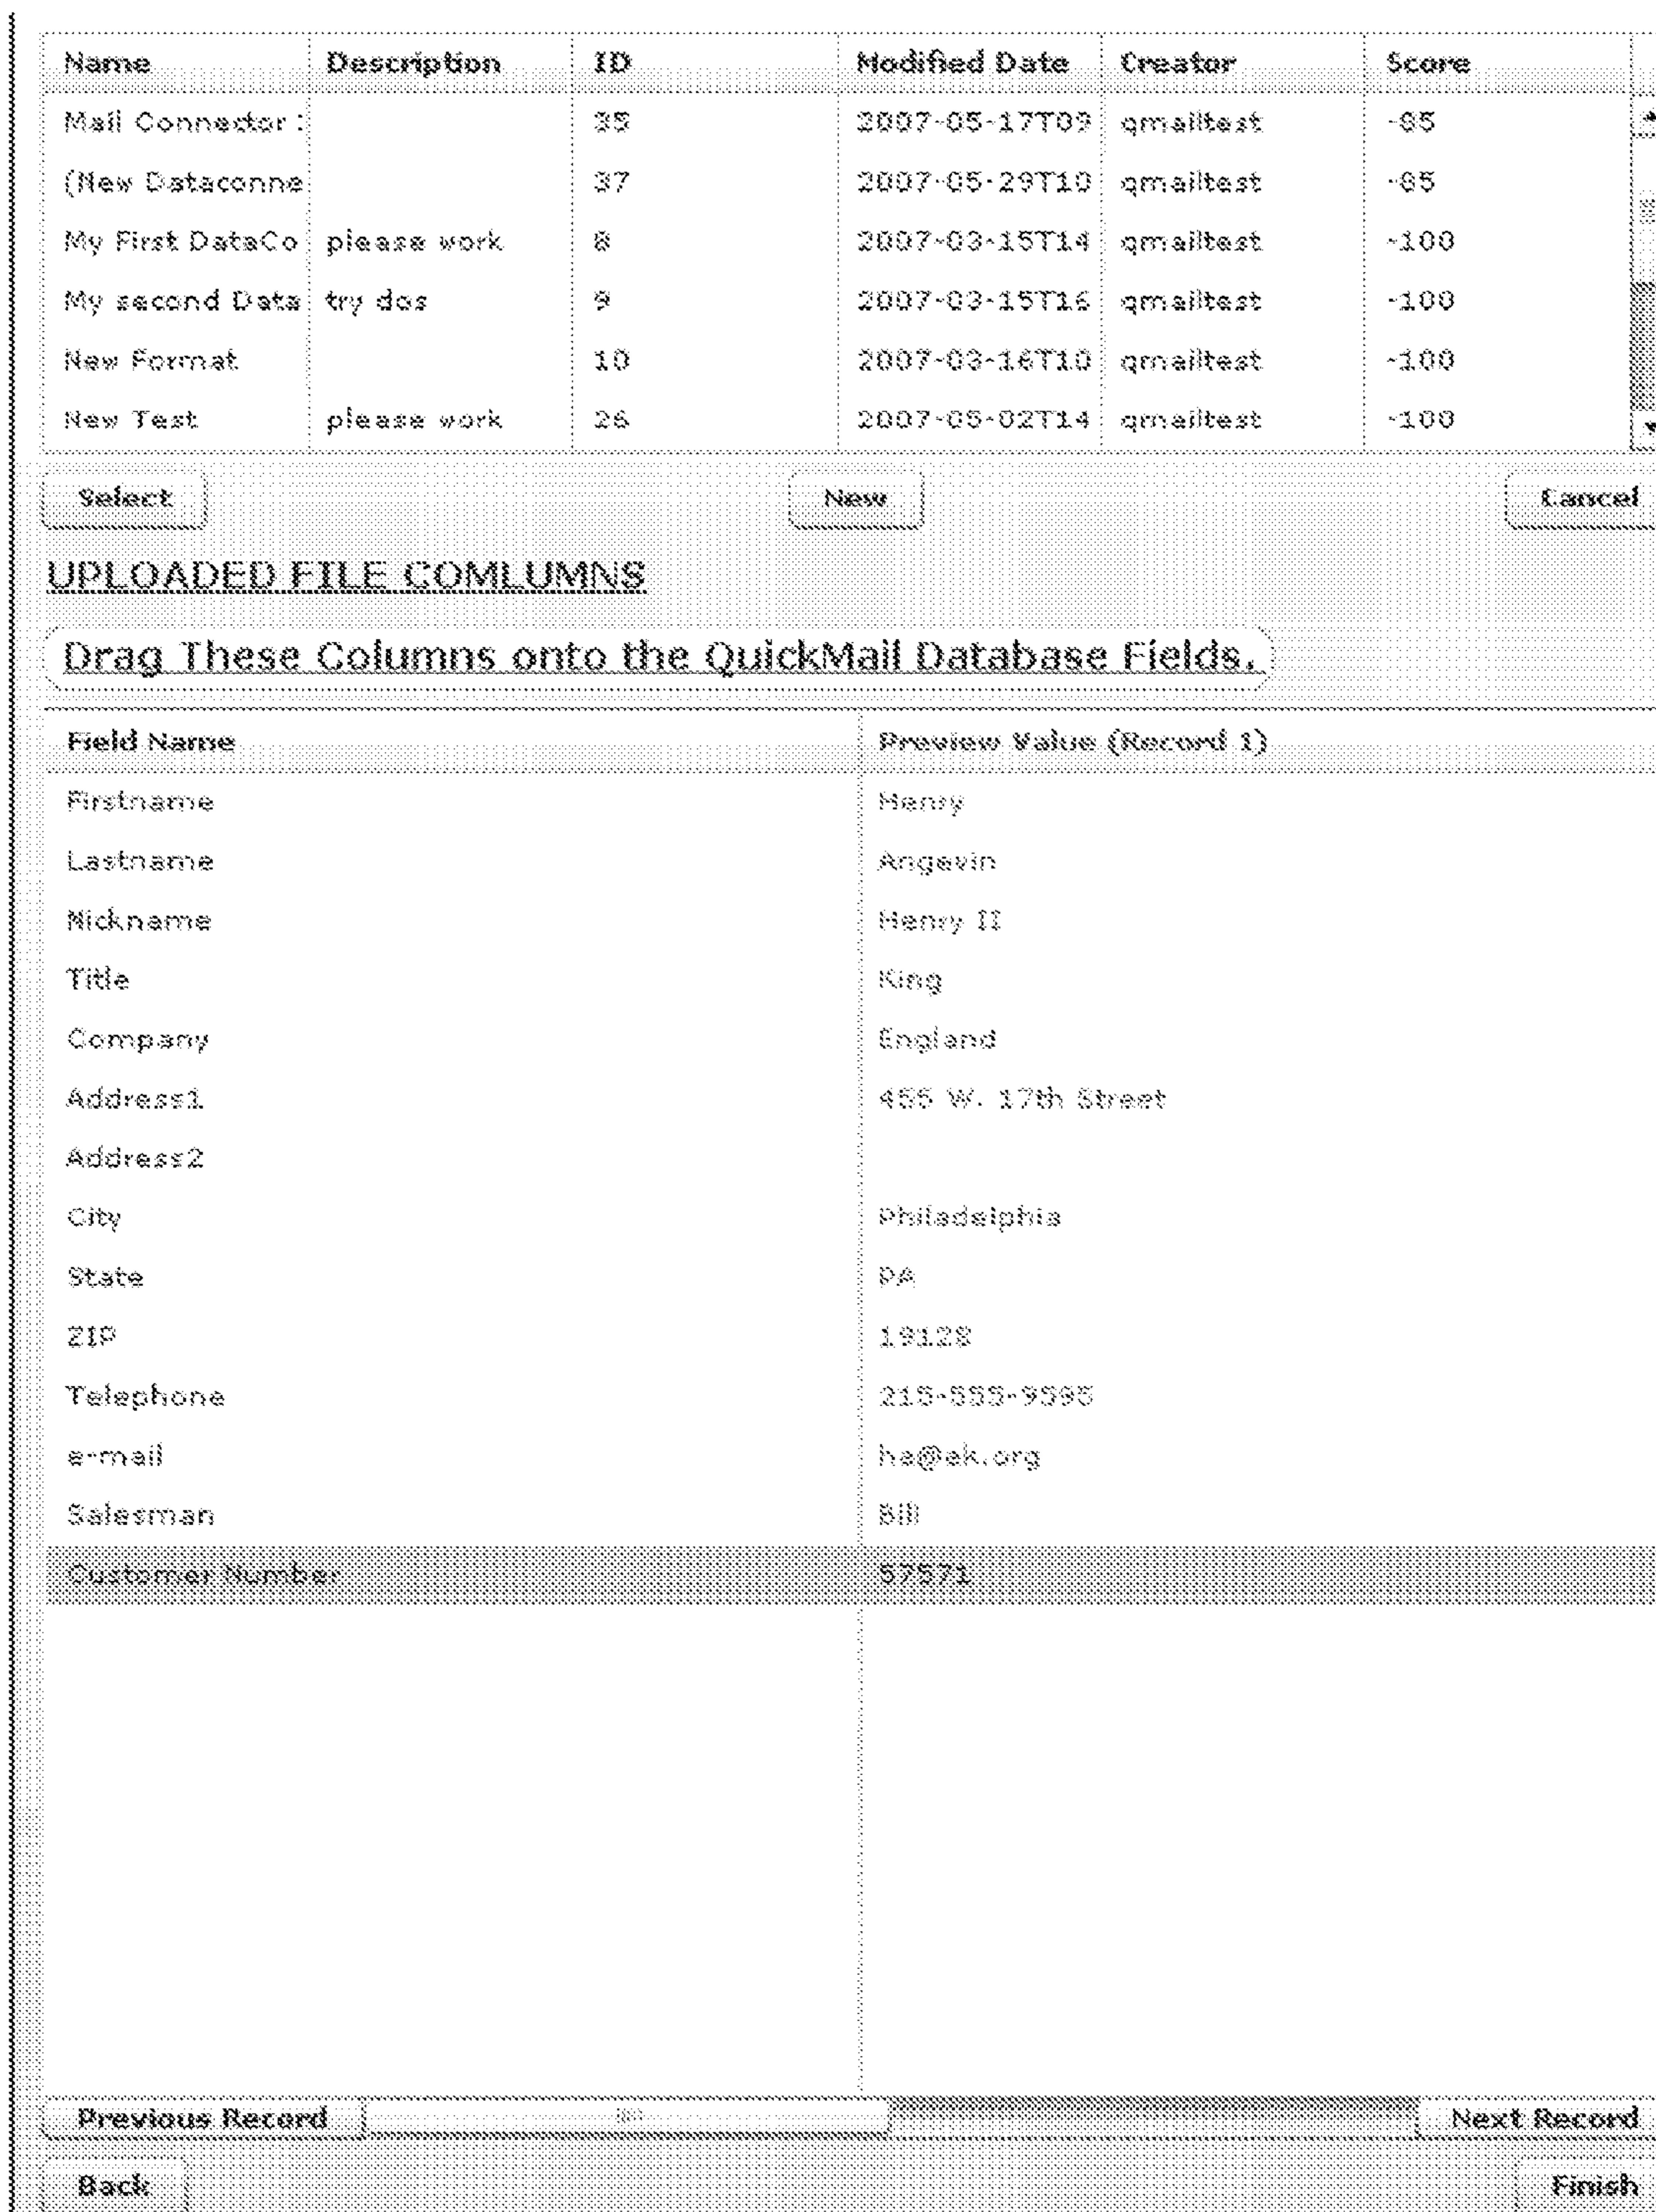 Name Description ID Modified Date Creator Score
Mail Connector : 35 2007-05-17T09 qmailtest -85
(New Dataconne 37 2007-05-29T10 qmailtest -85
My First DataCo please work 8 2007-03-15T14 qmailtest -100
My second Data try dos 9 2007-03-15T16 qmailtest -100
New Format 10 2007-03-16T10 qmailtest -100
New Test please work 26 2007-05-02T14 qmailtest -100
Select New Cancel
UPLOADED FILE COMLUMNS
Drag These Columns onto the QuickMail Database Fields.
Field Name Preview Value (Record 1)
Firstname Henry
Lastname Angevin
Nickname Henry II
Title King
Company England
Address1 455 W. 17th Street
Address2
City Philadelphia
State PA
ZIP 19128
Telephone 215-555-9595
e-mail ha@ek.org
Salesman Bill
Customer Number 57571
Previous Record Next Record
Back Finish